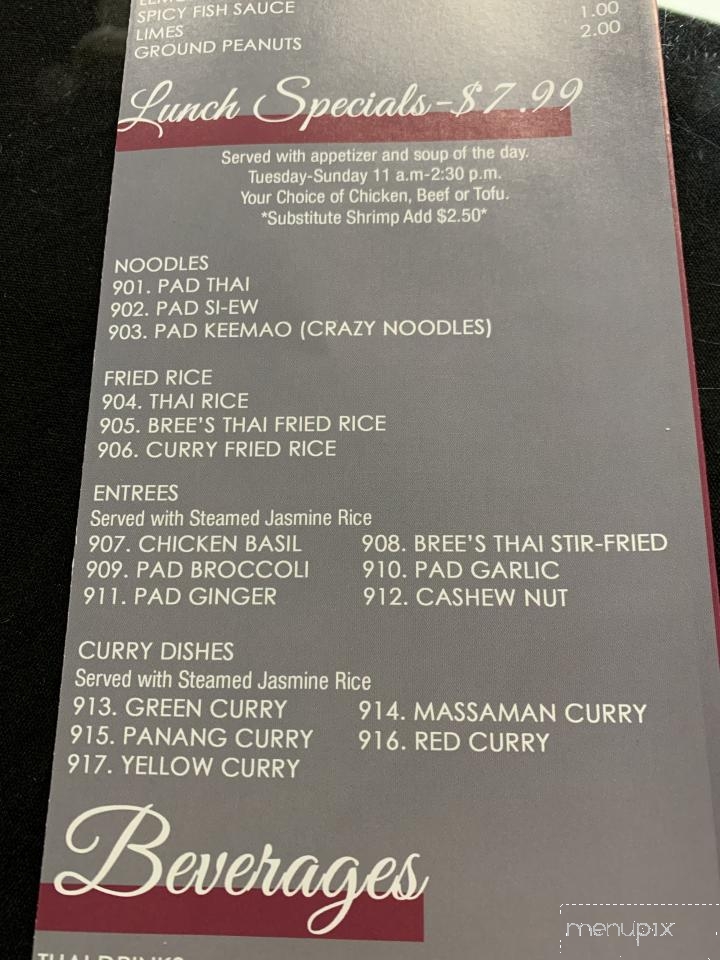 SPICY FISH SAUCE
LIMES 1.00
GROUND PEANUTS 2.00
Lunch Specials-$7.99
Served with appetizer and soup of the day.
Tuesday-Sunday 11 a.m-2:30 p.m.
Your Choice of Chicken, Beef or Tofu.
*Substitute Shrimp Add $2.50*
NOODLES
901. PAD THAI
902. PAD SI-EW
903. PAD KEEMAO (CRAZY NOODLES)
FRIED RICE
904. THAI RICE
905. BREE'S THAI FRIED RICE
906. CURRY FRIED RICE
ENTREES
Served with Steamed Jasmine Rice
907. CHICKEN BASIL 908. BREE'S THAI STIR-FRIED
909. PAD BROCCOLI 910. PAD GARLIC
911. PAD GINGER 912. CASHEW NUT
CURRY DISHES
Served with Steamed Jasmine Rice
913. GREEN CURRY 914. MASSAMAN CURRY
915. PANANG CURRY 916. RED CURRY
917. YELLOW CURRY
Beverages
THAI DRINKS
menupix